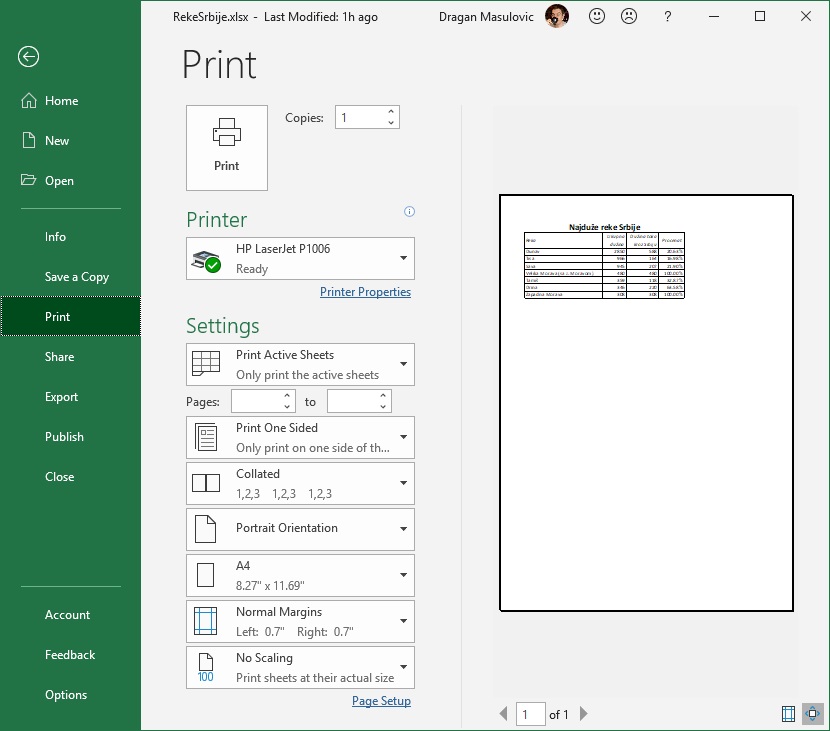 RekeSrbije.xlsx - Last Modified: 1h ago
Dragan Masulovic
?
Home
New
Open
Info
Save a Copy
Print
Share
Export
Publish
Close
Account
Feedback
Options
Print
Print
Copies: 1
Printer
HP LaserJet P1006
Ready
Printer Properties
Settings
Print Active Sheets
Only print the active sheets
Pages: to
Print One Sided
Only print on one side of th...
Collated
1,2,3 1,2,3 1,2,3
Portrait Orientation
A4
8.27" x 11.69"
Normal Margins
Left: 0.7" Right: 0.7"
No Scaling
Print sheets at their actual size
100
Page Setup
Najduže reke Srbije
Reka
Procenat
1 of 1